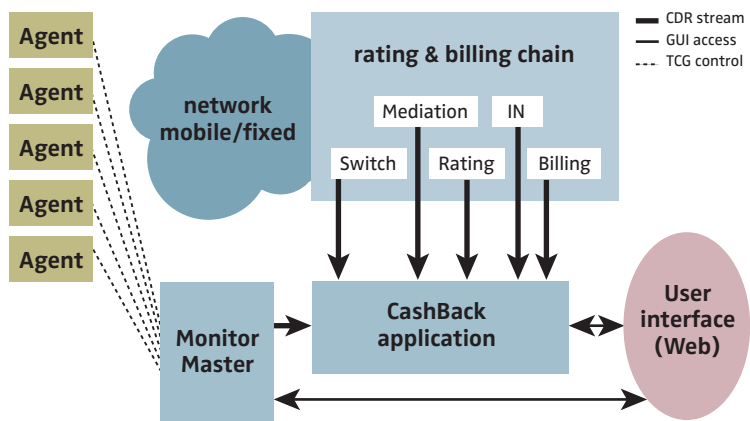 Agent
Agent
Agent
Agent
Agent
network
mobile/fixed
rating & billing chain
Mediation
IN
Switch
Rating
Billing
CDR stream
GUI access
TCG control
Monitor
Master
CashBack
application
User
interface
(Web)